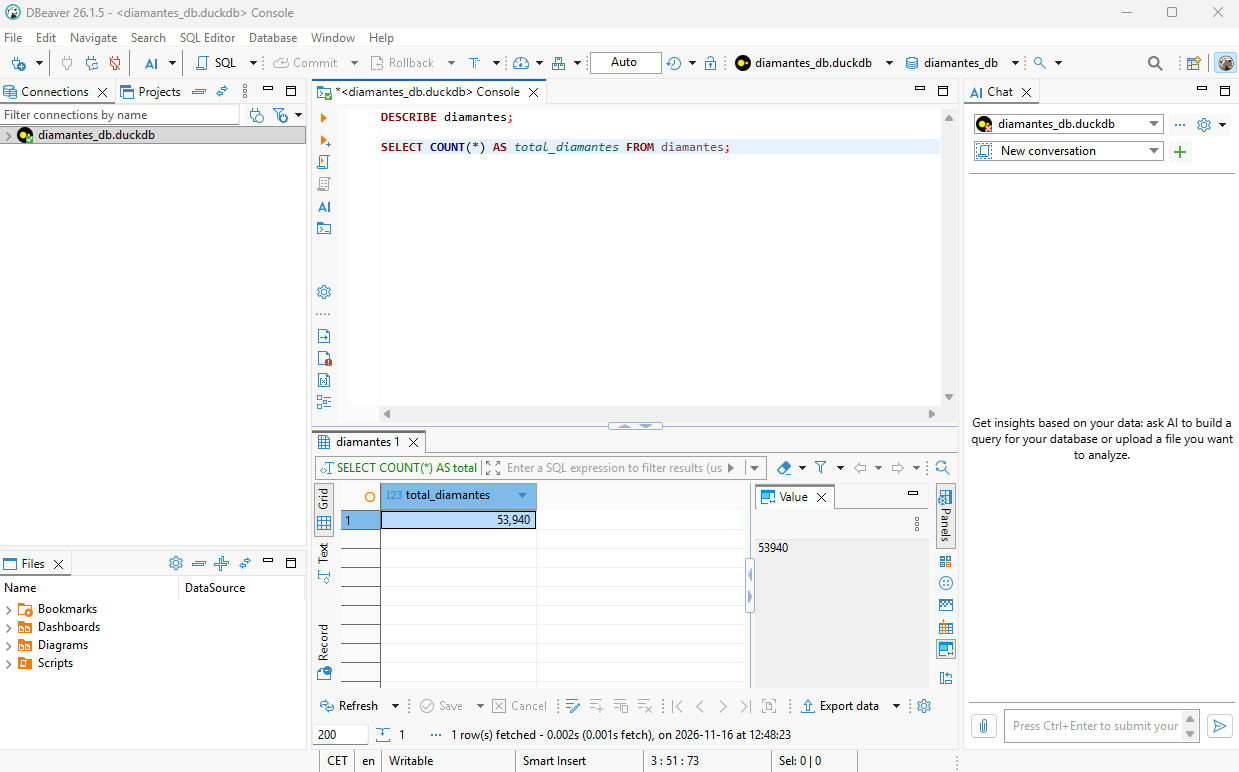 DBeaver 26.1.5 - <diamantes_db.duckdb> Console
File Edit Navigate Search SQL Editor Database Window Help
AI SQL Commit Rollback T Auto diamantes_db.duckdb diamantes_db
Connections Projects
Filter connections by name
diamantes_db.duckdb
*<diamantes_db.duckdb> Console
DESCRIBE diamantes;
SELECT COUNT(*) AS total_diamantes FROM diamantes;
AI
diamantes 1
SELECT COUNT(*) AS total
Enter a SQL expression to filter results (us
Grid
Text
Record
123 total_diamantes
1 53,940
Value
53940
Panels
Refresh Save Cancel Export data
200 1 ... 1 row(s) fetched - 0.002s (0.001s fetch), on 2026-11-16 at 12:48:23
CET en Writable Smart Insert 3 : 51 : 73 Sel: 0 | 0
Files
Name DataSource
Bookmarks
Dashboards
Diagrams
Scripts
AI Chat
diamantes_db.duckdb
New conversation
Get insights based on your data: ask AI to build a
query for your database or upload a file you want
to analyze.
Press Ctrl+Enter to submit your